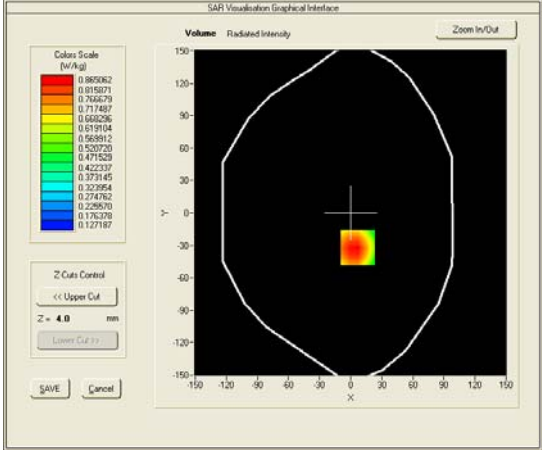 SAR Visualisation Graphical Interface
Volume Radiated Intensity
Zoom In/Out
Colors Scale
(W/kg)
0.865062
0.815871
0.766679
0.717487
0.668296
0.619104
0.569912
0.520720
0.471529
0.422337
0.373145
0.323954
0.274762
0.225570
0.176378
0.127187
Z Cuts Control
<< Upper Cut
Z = 4.0 mm
Lower Cut >>
SAVE Cancel
150
120
90
60
30
0
-30
-60
-90
-120
-150
Y
-150 -120 -90 -60 -30 0 30 60 90 120 150
X